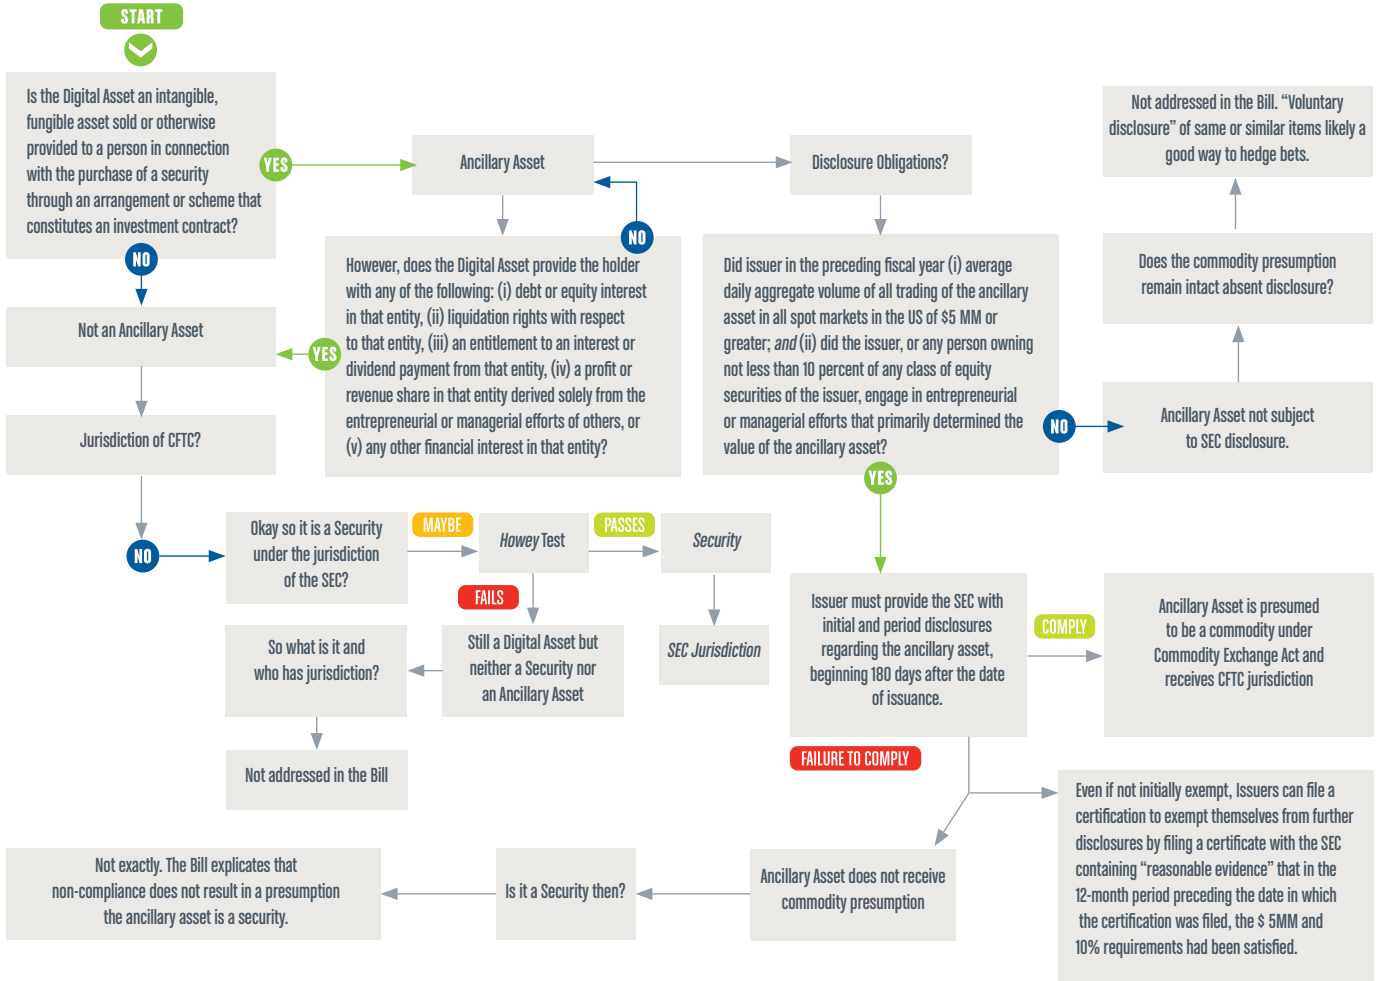 START
Is the Digital Asset an intangible,
fungible asset sold or otherwise
provided to a person in connection
with the purchase of a security
through an arrangement or scheme that
constitutes an investment contract?
YES
NO
Ancillary Asset
Disclosure Obligations?
Not addressed in the Bill. “Voluntary
disclosure” of same or similar items likely a
good way to hedge bets.
Not an Ancillary Asset
NO
However, does the Digital Asset provide the holder
with any of the following: (i) debt or equity interest
in that entity, (ii) liquidation rights with respect
to that entity, (iii) an entitlement to an interest or
dividend payment from that entity, (iv) a profit or
revenue share in that entity derived solely from the
entrepreneurial or managerial efforts of others, or
(v) any other financial interest in that entity?
YES
Did issuer in the preceding fiscal year (i) average
daily aggregate volume of all trading of the ancillary
asset in all spot markets in the US of $5 MM or
greater; and (ii) did the issuer, or any person owning
not less than 10 percent of any class of equity
securities of the issuer, engage in entrepreneurial
or managerial efforts that primarily determined the
value of the ancillary asset?
NO
YES
Does the commodity presumption
remain intact absent disclosure?
Ancillary Asset not subject
to SEC disclosure.
Jurisdiction of CFTC?
NO
Okay so it is a Security
under the jurisdiction
of the SEC?
MAYBE
Howey Test
PASSES
Security
FAILS
SEC Jurisdiction
Still a Digital Asset but
neither a Security nor
an Ancillary Asset
So what is it and
who has jurisdiction?
Not addressed in the Bill
Issuer must provide the SEC with
initial and period disclosures
regarding the ancillary asset,
beginning 180 days after the date
of issuance.
COMPLY
Ancillary Asset is presumed
to be a commodity under
Commodity Exchange Act and
receives CFTC jurisdiction
FAILURE TO COMPLY
Even if not initially exempt, Issuers can file a
certification to exempt themselves from further
disclosures by filing a certificate with the SEC
containing “reasonable evidence” that in the
12-month period preceding the date in which
the certification was filed, the $ 5MM and
10% requirements had been satisfied.
Ancillary Asset does not receive
commodity presumption
Is it a Security then?
Not exactly. The Bill explicates that
non-compliance does not result in a presumption
the ancillary asset is a security.